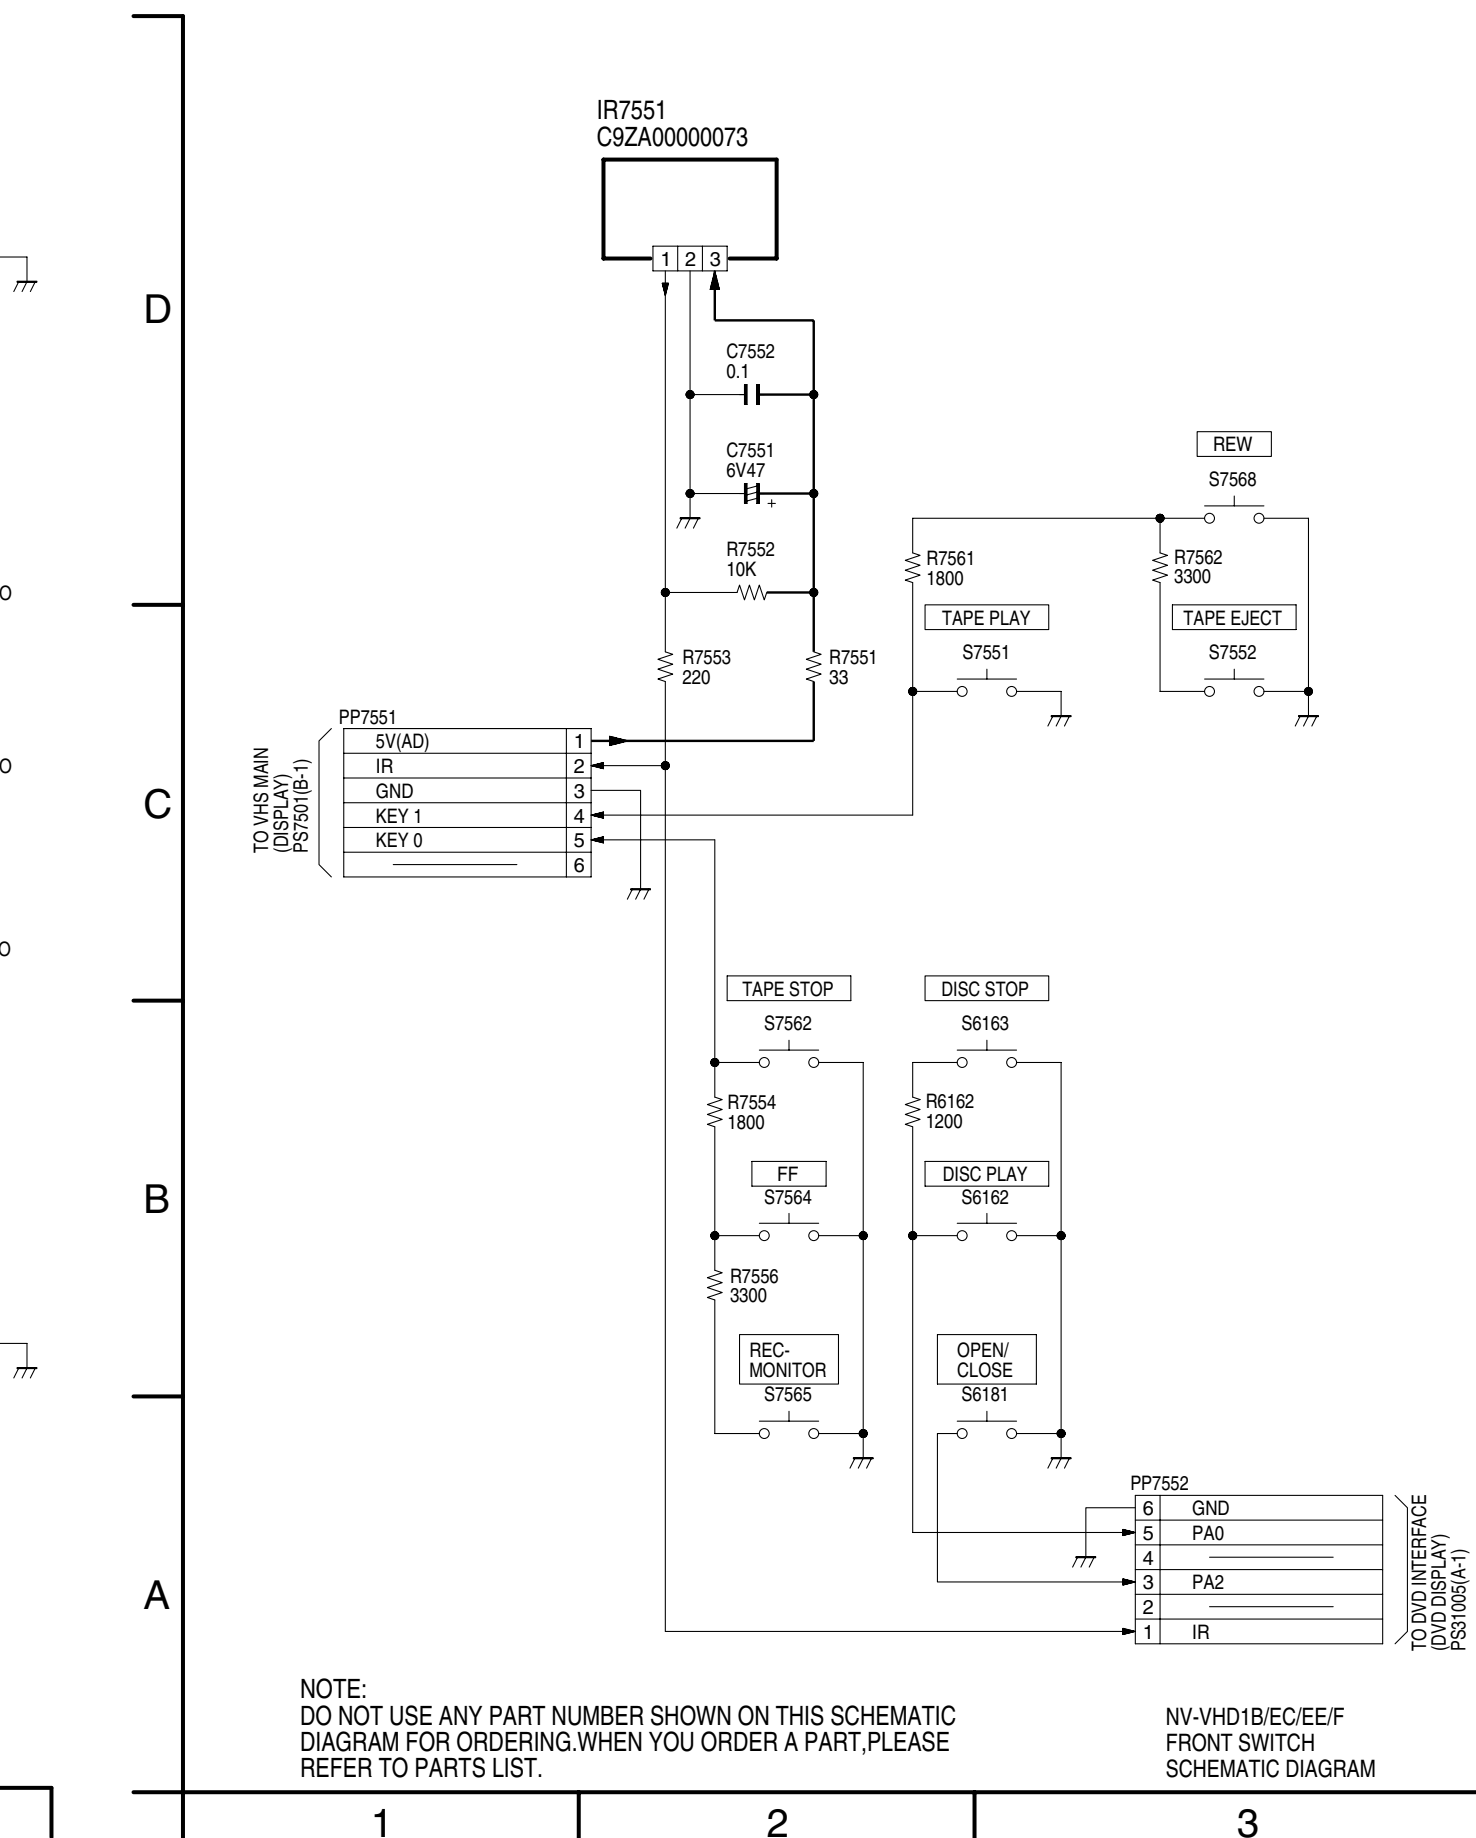 IR7551
C9ZA00000073
1 2 3
D
C7552
0.1
C7551
6V47
+
R7552
10K
REW
S7568
R7561
1800
R7562
3300
TAPE PLAY
S7551
TAPE EJECT
S7552
R7553
220
R7551
33
C
TO VHS MAIN
(DISPLAY)
PS7501(B-1)
PP7551
5V(AD) 1
IR 2
GND 3
KEY 1 4
KEY 0 5
6
TAPE STOP
S7562
DISC STOP
S6163
R7554
1800
R6162
1200
B
FF
S7564
DISC PLAY
S6162
R7556
3300
REC-
MONITOR
S7565
OPEN/
CLOSE
S6181
A
PP7552
6 GND
5 PA0
4
3 PA2
2
1 IR
TO DVD INTERFACE
(DVD DISPLAY)
PS31005(A-1)
NOTE:
DO NOT USE ANY PART NUMBER SHOWN ON THIS SCHEMATIC
DIAGRAM FOR ORDERING.WHEN YOU ORDER A PART,PLEASE
REFER TO PARTS LIST.
NV-VHD1B/EC/EE/F
FRONT SWITCH
SCHEMATIC DIAGRAM
1 2 3